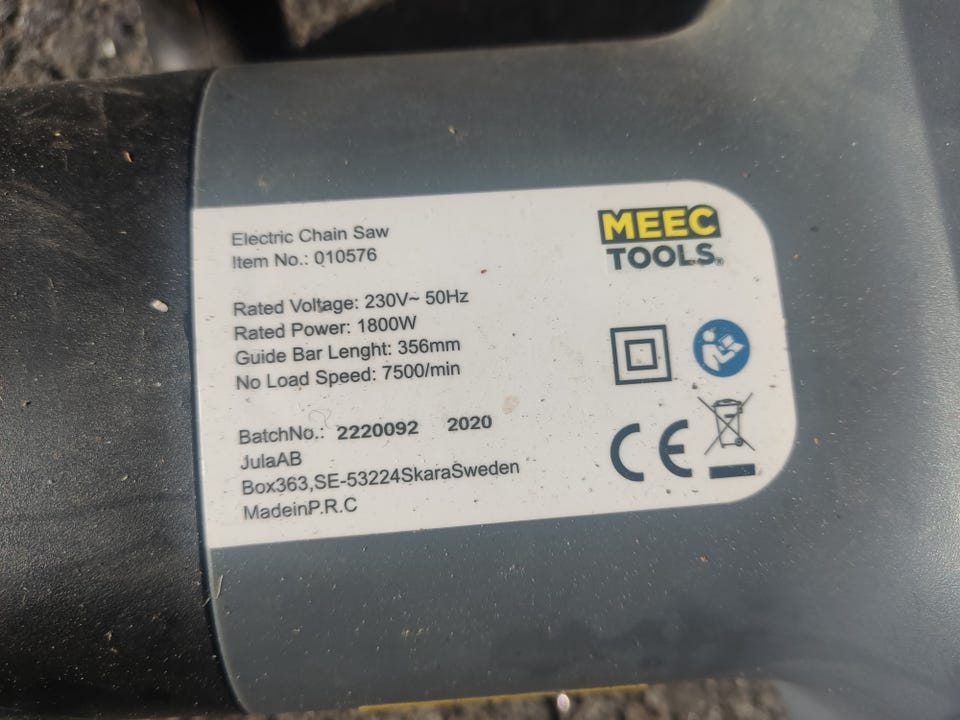 Electric Chain Saw
Item No.: 010576
MEEC
TOOLS®
Rated Voltage: 230V~ 50Hz
Rated Power: 1800W
Guide Bar Lenght: 356mm
No Load Speed: 7500/min
BatchNo.: 2220092 2020
JulaAB
Box363,SE-53224SkaraSweden
MadeinP.R.C
CE